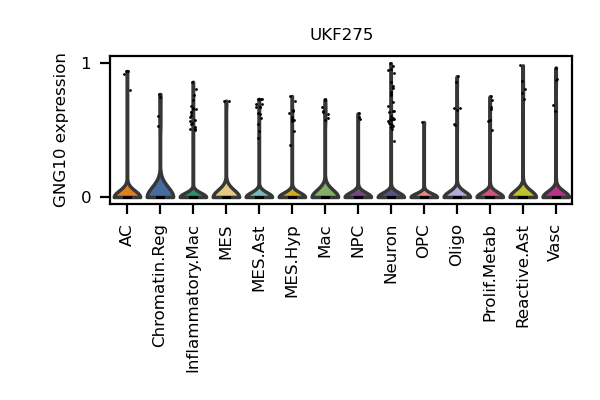 UKF275
GNG10 expression
1
0
AC
Chromatin.Reg
Inflammatory.Mac
MES
MES.Ast
MES.Hyp
Mac
NPC
Neuron
OPC
Oligo
Prolif.Metab
Reactive.Ast
Vasc